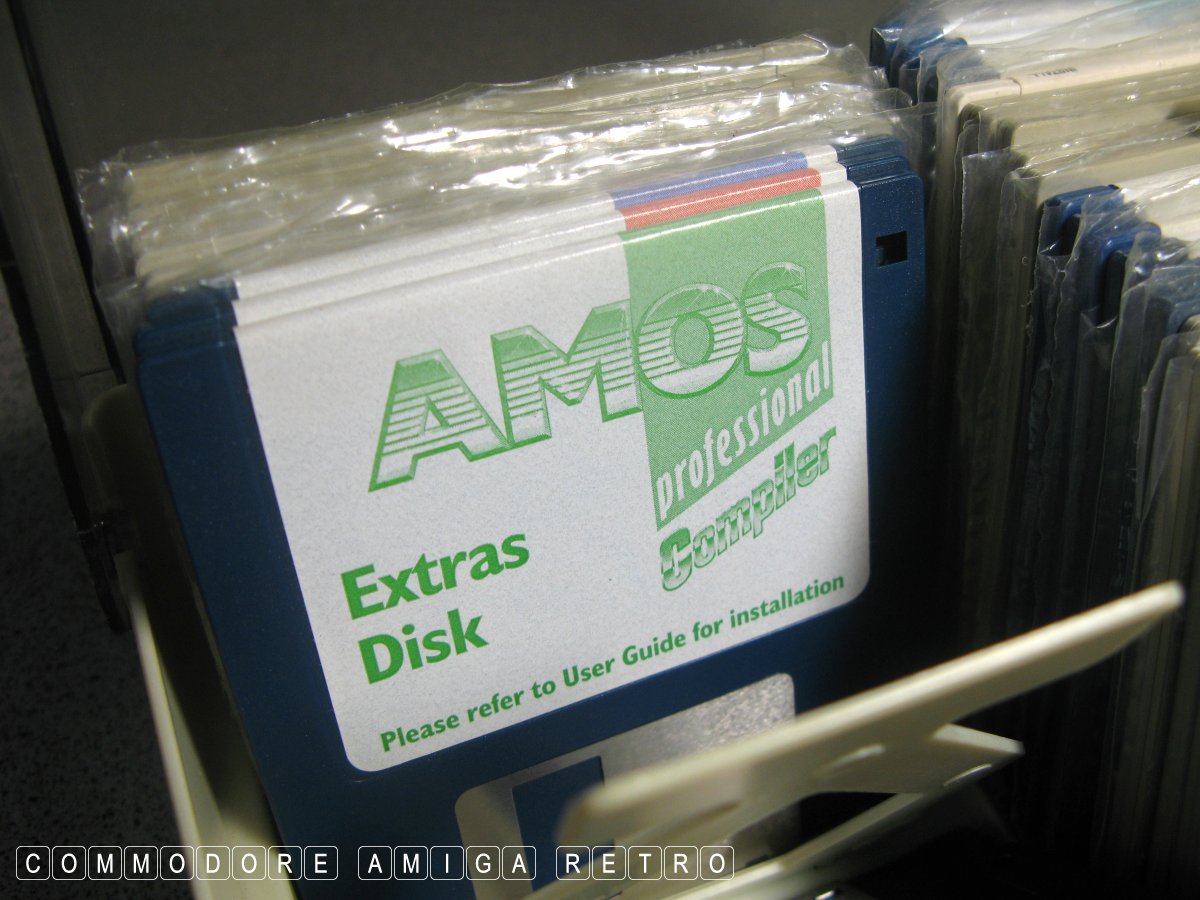 AMOS
professional
Compiler
Extras
Disk
Please refer to User Guide for installation
COMMODORE AMIGA RETRO